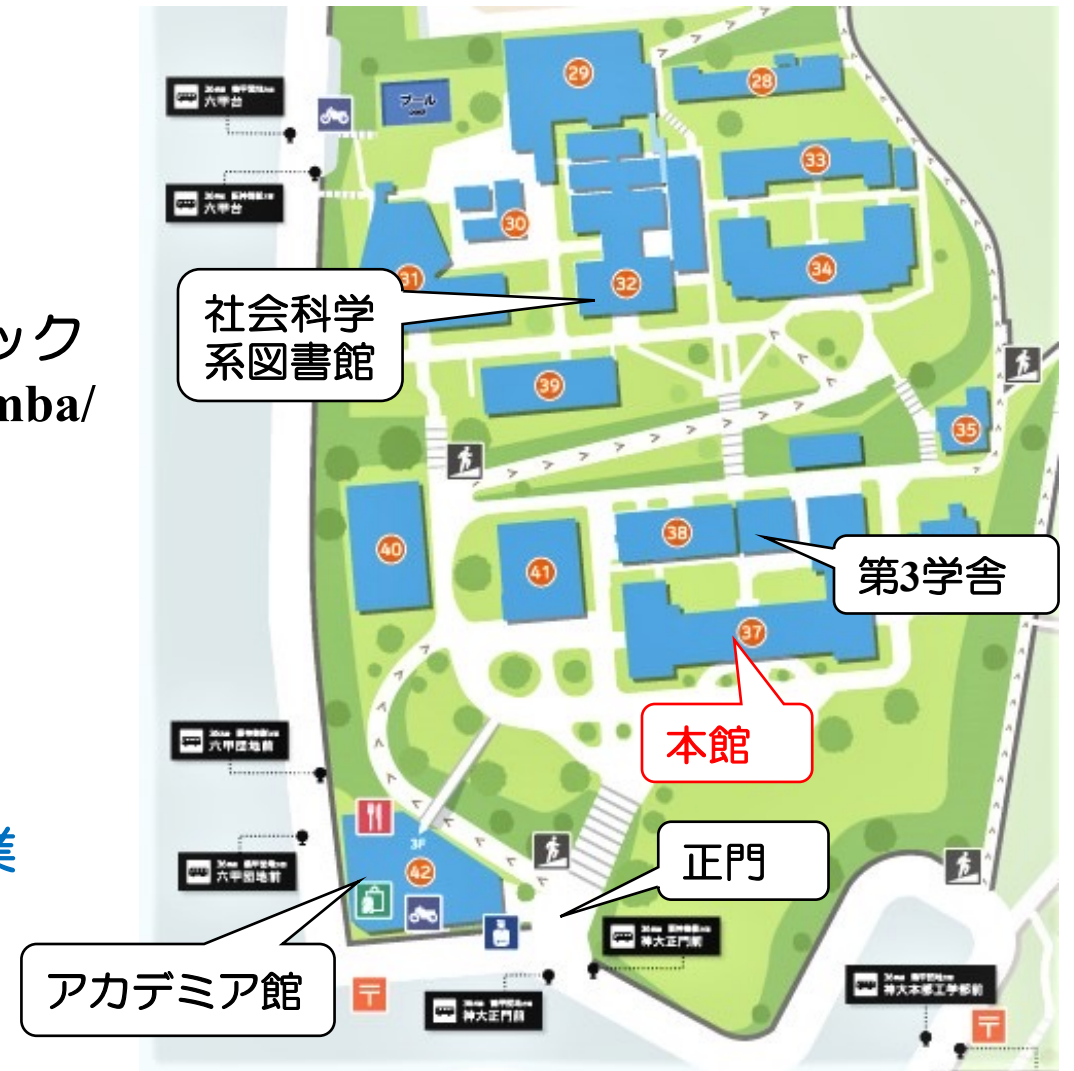 プール
六甲台
六甲台
29
28
33
30
34
31
32
社会科学
系図書館
ック
mba/
39
35
40
41
38
第3学舎
37
本館
六甲団地前
六甲団地前
業
3F
42
正門
アカデミア館
神大正門前
神大正門前
神大本部工学部前